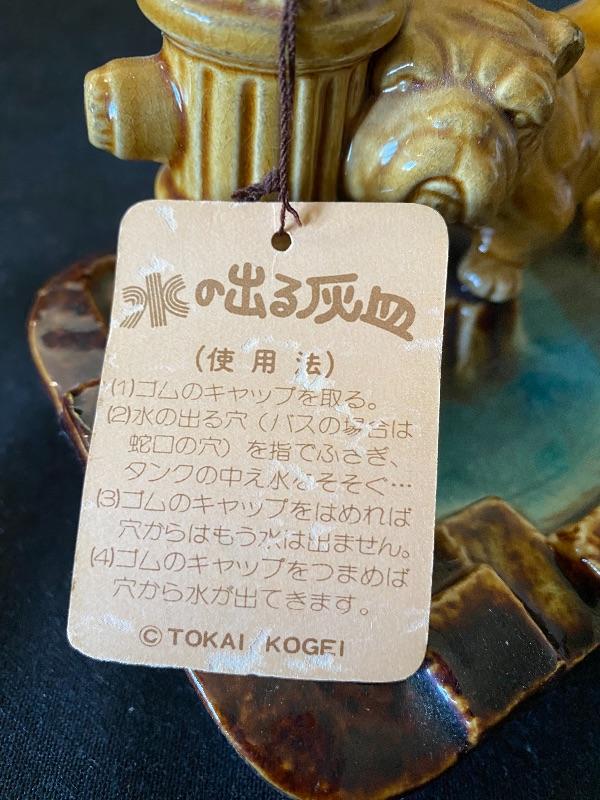 水の出る灰皿
(使用法)
(1)ゴムのキャップを取る。
(2)水の出る穴(バスの場合は
蛇口の穴)を指でふさぎ、
タンクの中え水をそそぐ…
(3)ゴムのキャップをはめれば
穴からはもう水は出ません。
(4)ゴムのキャップをつまめば
穴から水が出てきます。
©TOKAI KOGEI